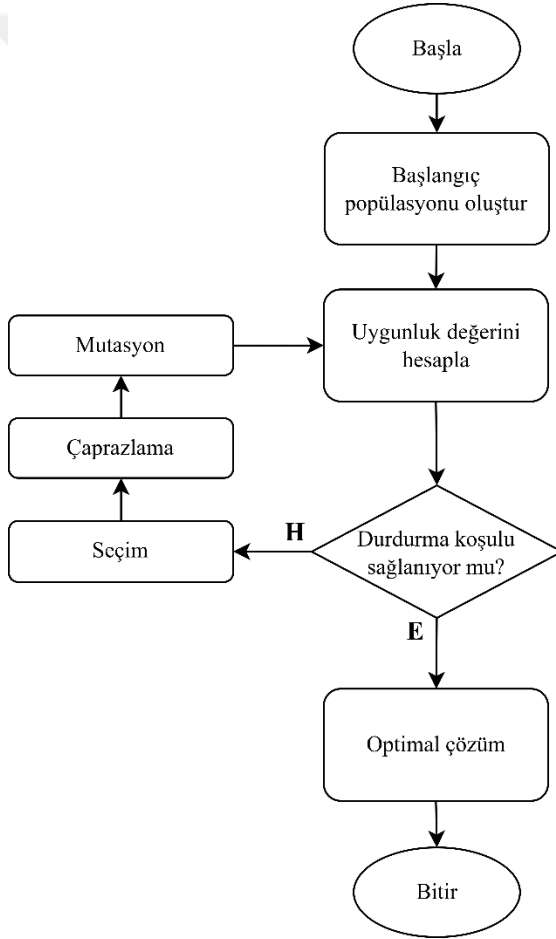 Başla
Başlangıç
popülasyonu oluştur
Uygunluk değerini
hesapla
Mutasyon
Çaprazlama
Seçim
H
Durdurma koşulu
sağlanıyor mu?
E
Optimal çözüm
Bitir